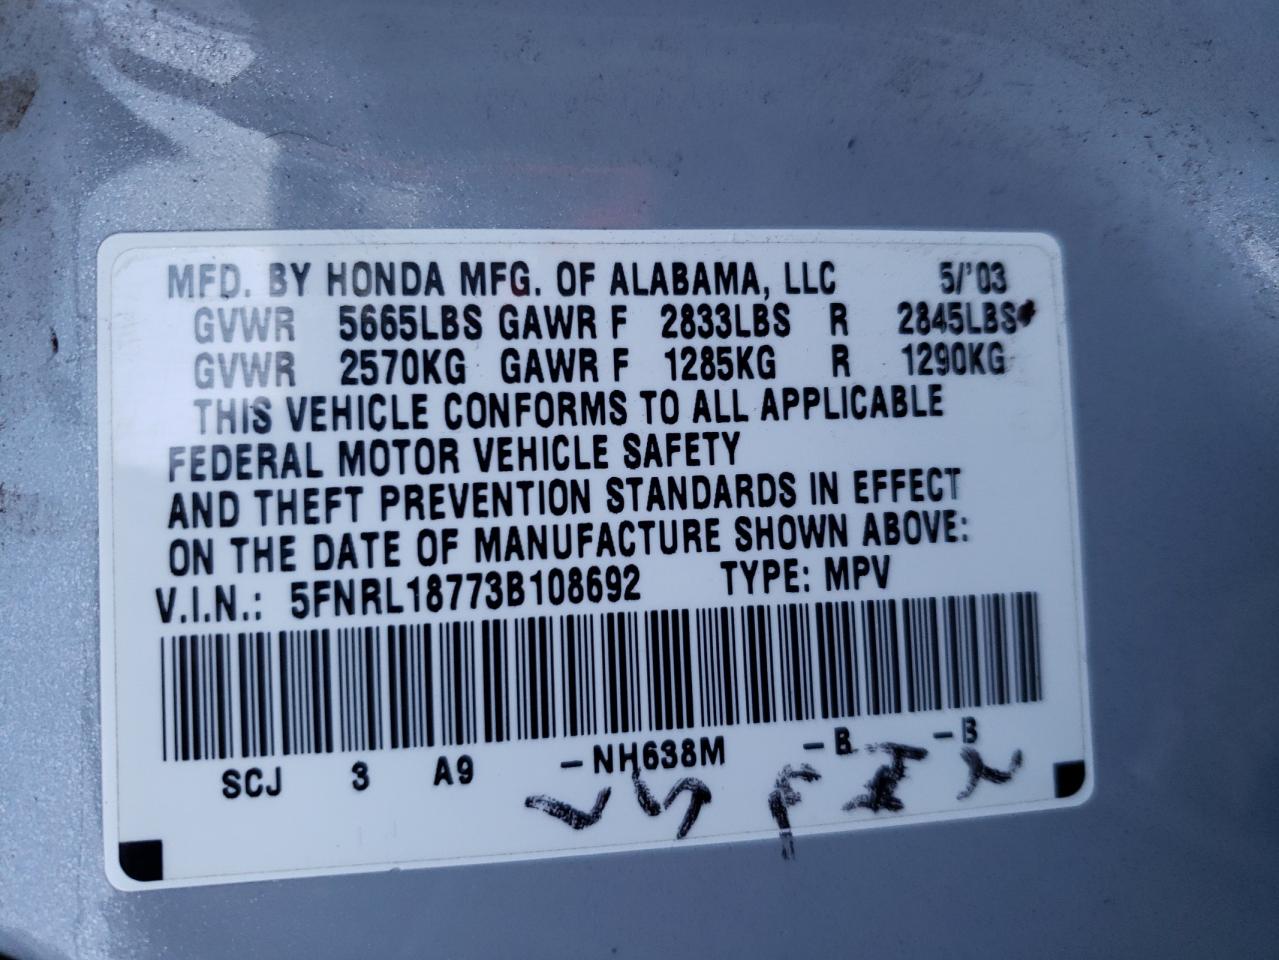 MFD. BY HONDA MFG. OF ALABAMA, LLC 5/'03
GVWR 5665LBS GAWR F 2833LBS R 2845LBS
GVWR 2570KG GAWR F 1285KG R 1290KG
THIS VEHICLE CONFORMS TO ALL APPLICABLE
FEDERAL MOTOR VEHICLE SAFETY
AND THEFT PREVENTION STANDARDS IN EFFECT
ON THE DATE OF MANUFACTURE SHOWN ABOVE:
V.I.N.: 5FNRL18773B108692 TYPE: MPV
SCJ 3 A9 -NH638M -B -B